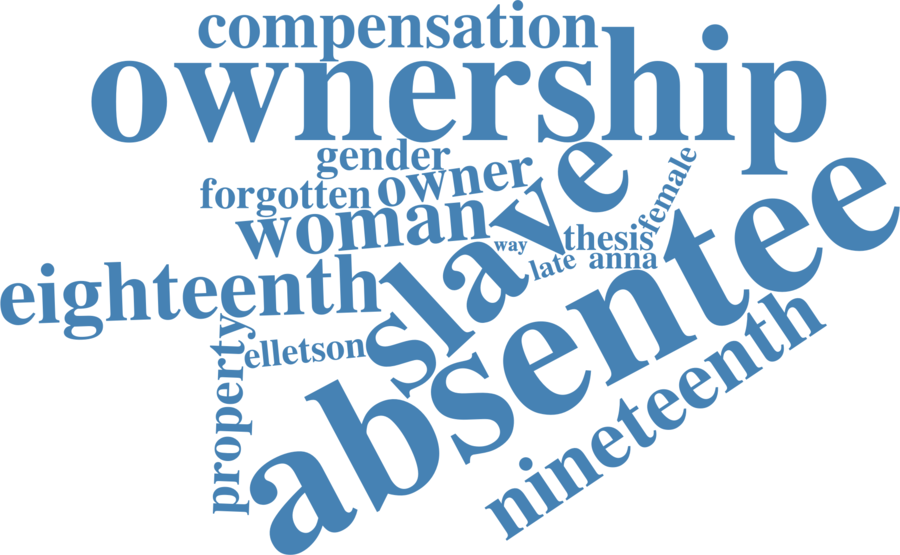 compensation
ownership
gender
forgotten
owner
woman
slave
way
female
thesis
late
anna
eighteenth
elletson
property
absentee
nineteenth